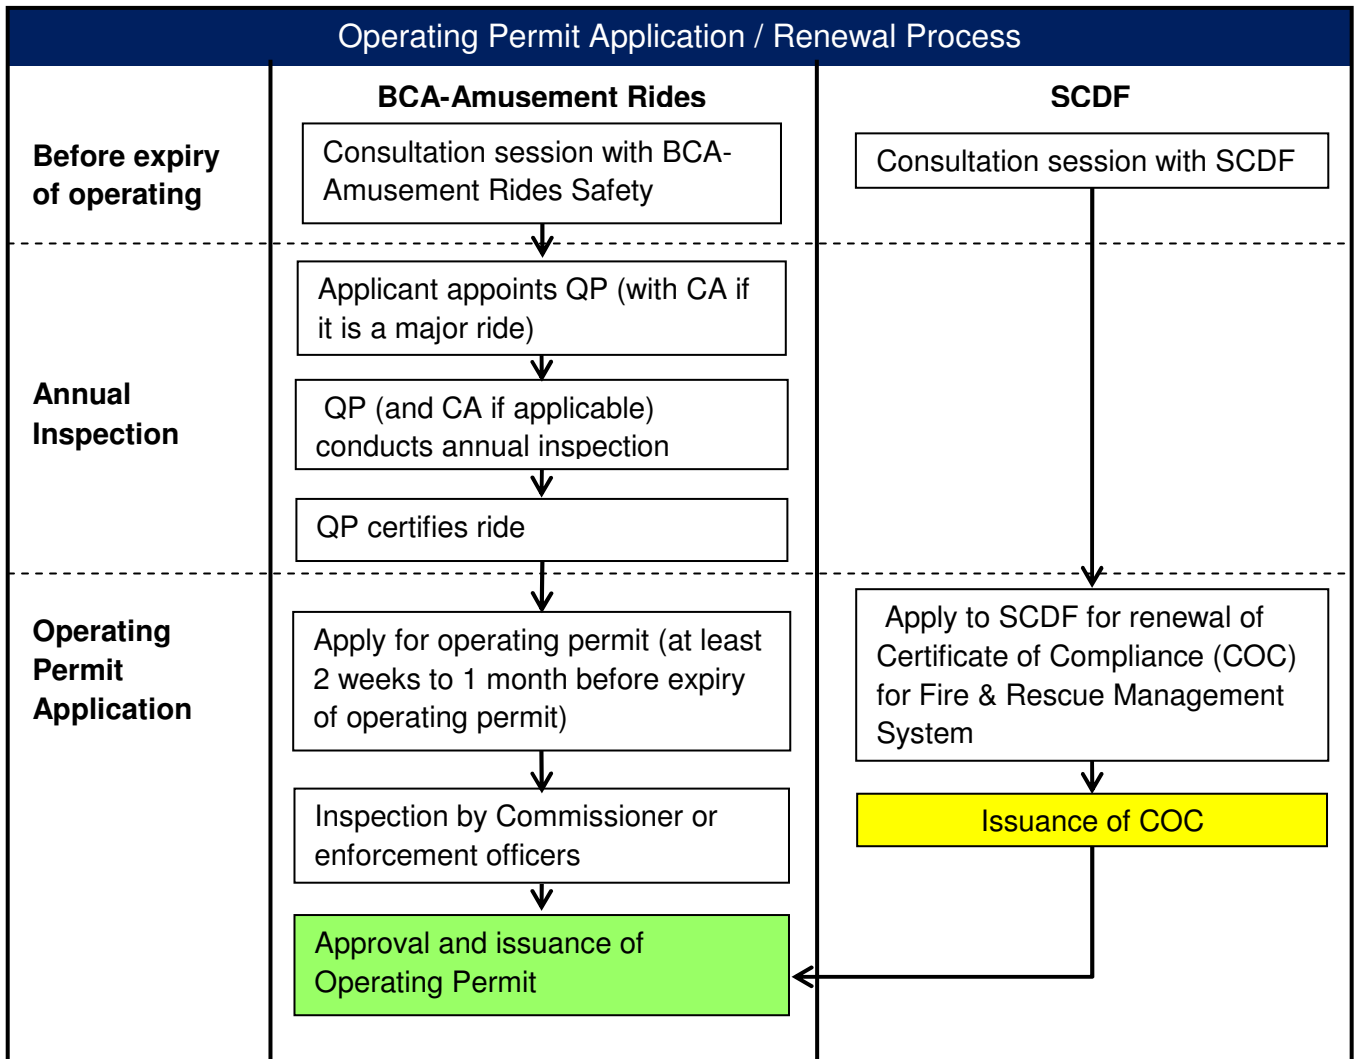 Operating Permit Application / Renewal Process
BCA-Amusement Rides
SCDF
Before expiry
of operating
Consultation session with BCA-
Amusement Rides Safety
Consultation session with SCDF
Annual
Inspection
Applicant appoints QP (with CA if
it is a major ride)
QP (and CA if applicable)
conducts annual inspection
QP certifies ride
Operating
Permit
Application
Apply for operating permit (at least
2 weeks to 1 month before expiry
of operating permit)
Apply to SCDF for renewal of
Certificate of Compliance (COC)
for Fire & Rescue Management
System
Inspection by Commissioner or
enforcement officers
Issuance of COC
Approval and issuance of
Operating Permit